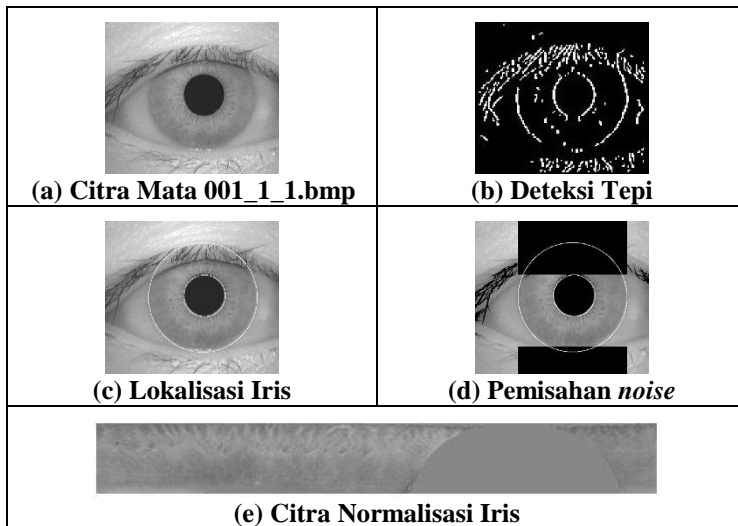 (a) Citra Mata 001_1_1.bmp
(b) Deteksi Tepi
(c) Lokalisasi Iris
(d) Pemisahan noise
(e) Citra Normalisasi Iris